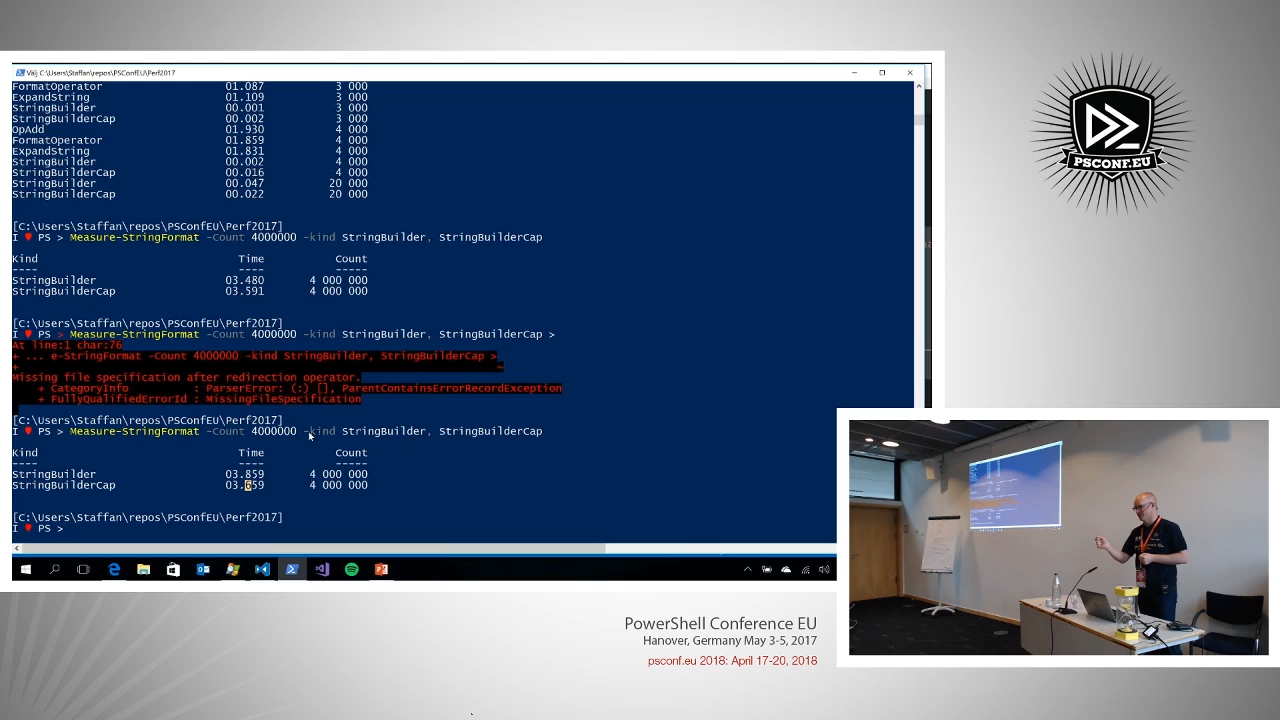 Välj C:\Users\Staffan\repos\PSConfEU\Perf2017
FormatOperator 01.087 3 000
ExpandString 01.109 3 000
StringBuilder 00.001 3 000
StringBuilderCap 00.002 3 000
OpAdd 01.930 4 000
FormatOperator 01.859 4 000
ExpandString 01.831 4 000
StringBuilder 00.002 4 000
StringBuilderCap 00.016 4 000
StringBuilder 00.047 20 000
StringBuilderCap 00.022 20 000
[C:\Users\Staffan\repos\PSConfEU\Perf2017]
I ♥ PS > Measure-StringFormat -Count 4000000 -kind StringBuilder, StringBuilderCap
Kind Time Count
---- ---- -----
StringBuilder 03.480 4 000 000
StringBuilderCap 03.591 4 000 000
[C:\Users\Staffan\repos\PSConfEU\Perf2017]
I ♥ PS > Measure-StringFormat -Count 4000000 -kind StringBuilder, StringBuilderCap >
At line:1 char:76
+ ... e-StringFormat -Count 4000000 -kind StringBuilder, StringBuilderCap >
+ ~
Missing file specification after redirection operator.
+ CategoryInfo : ParserError: (:) [], ParentContainsErrorRecordException
+ FullyQualifiedErrorId : MissingFileSpecification
[C:\Users\Staffan\repos\PSConfEU\Perf2017]
I ♥ PS > Measure-StringFormat -Count 4000000 -kind StringBuilder, StringBuilderCap
Kind Time Count
---- ---- -----
StringBuilder 03.859 4 000 000
StringBuilderCap 03.659 4 000 000
[C:\Users\Staffan\repos\PSConfEU\Perf2017]
I ♥ PS >
PSCONF.EU
PowerShell Conference EU
Hanover, Germany May 3-5, 2017
psconf.eu 2018: April 17-20, 2018